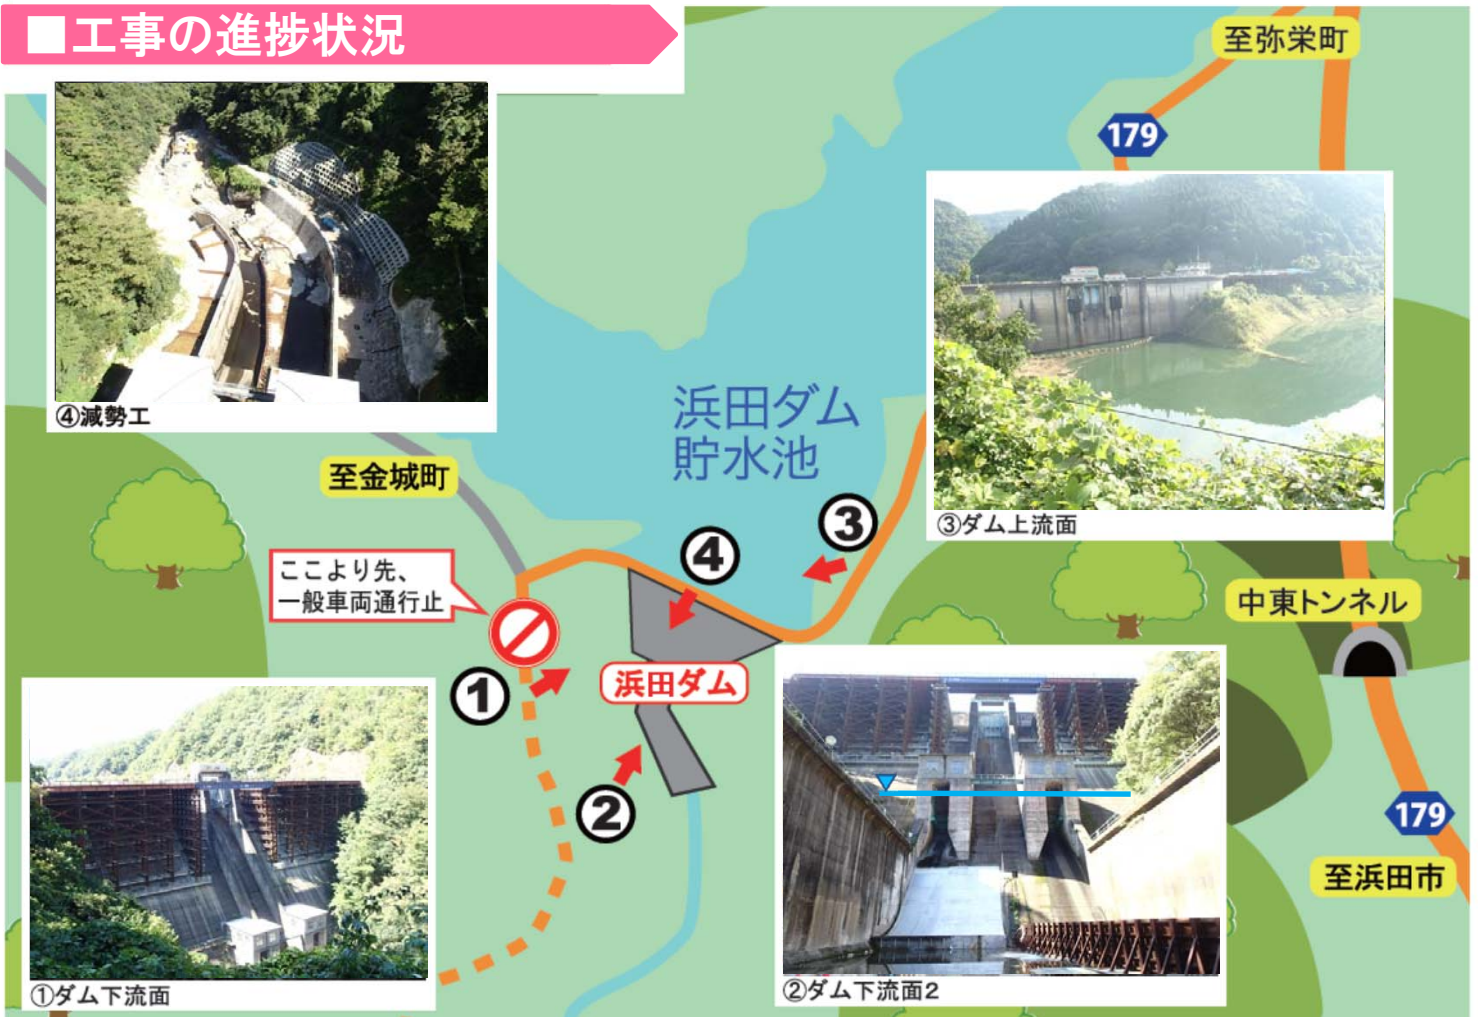 ■工事の進捗状況
至弥栄町
179
④減勢工
③ダム上流面
浜田ダム
貯水池
至金城町
ここより先、
一般車両通行止
④
③
中東トンネル
①
浜田ダム
②
179
至浜田市
①ダム下流面
②ダム下流面2